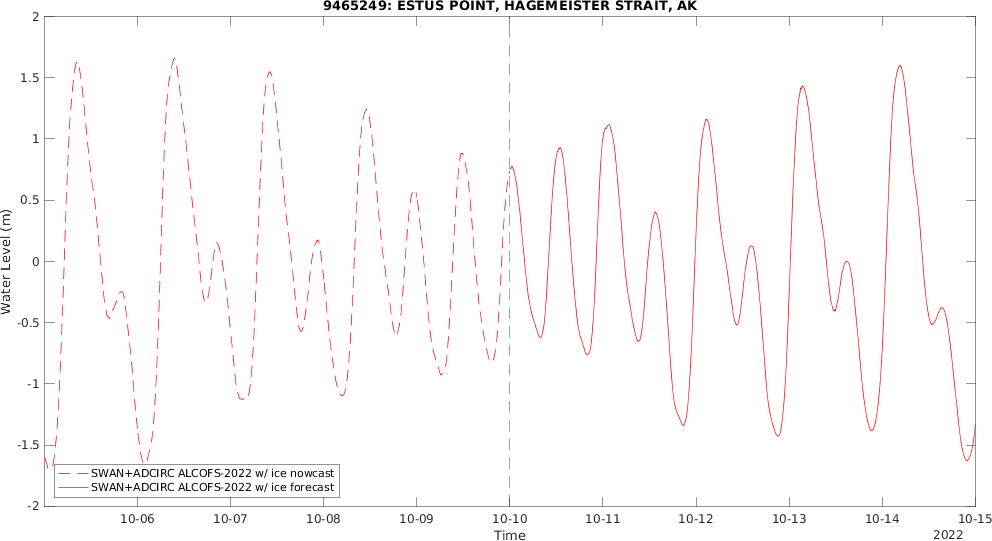 9465249: ESTUS POINT, HAGEMEISTER STRAIT, AK
2
1.5
1
0.5
0
-0.5
-1
-1.5
-2
Water Level (m)
SWAN+ADCIRC ALCOFS-2022 w/ ice nowcast
SWAN+ADCIRC ALCOFS-2022 w/ ice forecast
10-06 10-07 10-08 10-09 10-10 10-11 10-12 10-13 10-14 10-15
Time
2022